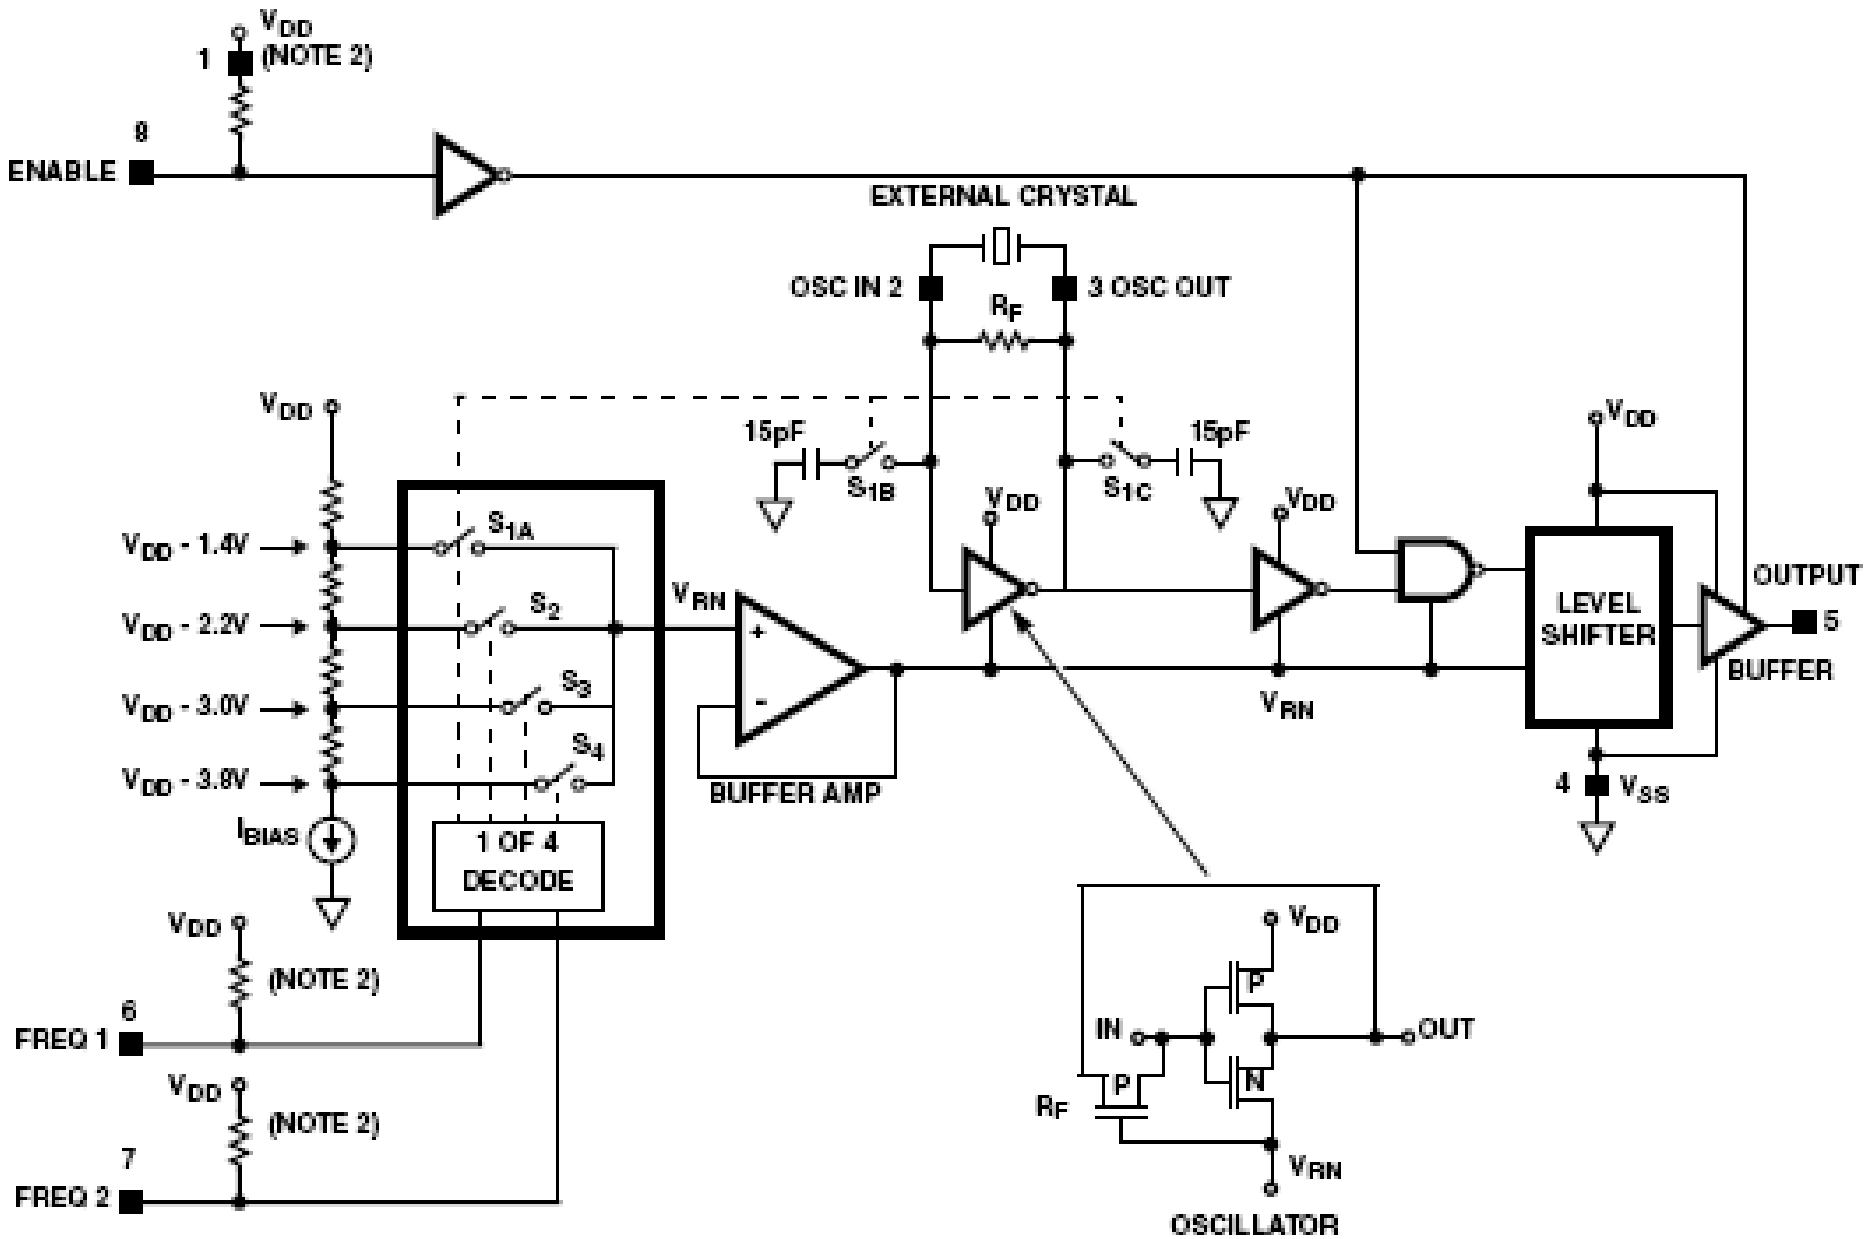 VDD
1 (NOTE 2)
8
ENABLE
EXTERNAL CRYSTAL
OSC IN 2
3 OSC OUT
RF
VDD
15pF
S1B
15pF
S1C
VDD
VDD
VDD
VDD - 1.4V
S1A
VDD - 2.2V
S2
VRN
+
-
VDD - 3.0V
S3
VDD - 3.8V
S4
BUFFER AMP
IBIAS
1 OF 4
DECODE
VRN
LEVEL
SHIFTER
OUTPUT
5
BUFFER
4
VSS
VDD
(NOTE 2)
6
FREQ 1
VDD
(NOTE 2)
7
FREQ 2
VDD
P
IN
OUT
P
N
RF
VRN
OSCILLATOR